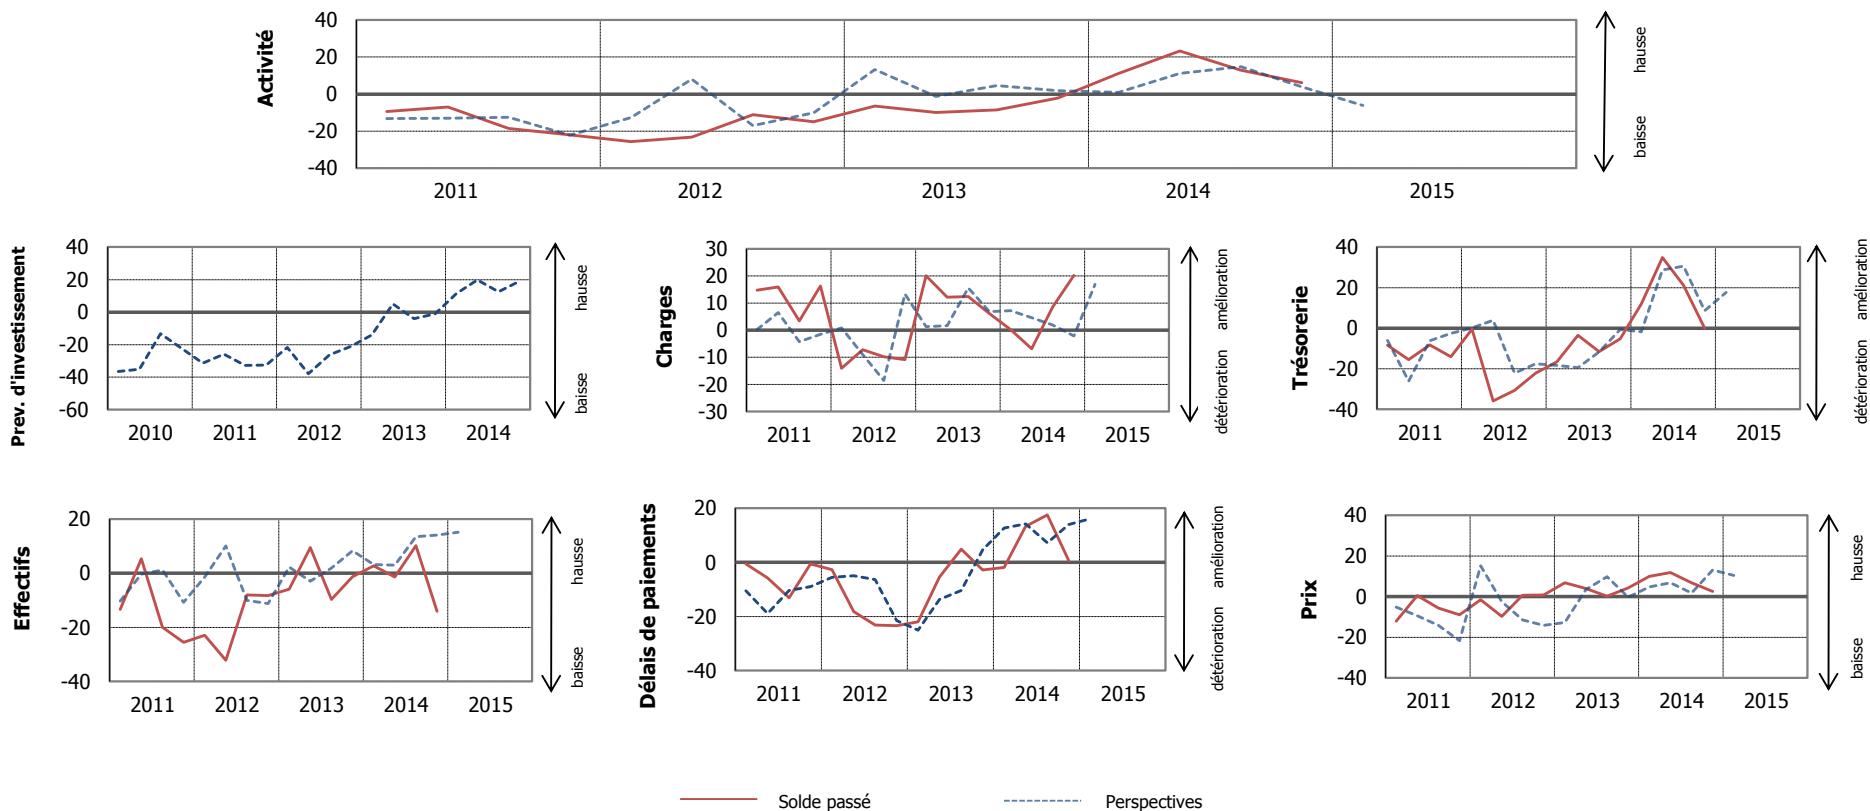 Activité
40
20
0
-20
-40
2011 2012 2013 2014 2015
hausse
baisse
Prev. d'investissement
40
20
0
-20
-40
-60
2010 2011 2012 2013 2014
hausse
baisse
Charges
30
20
10
0
-10
-20
-30
2011 2012 2013 2014 2015
amélioration
détérioration
Trésorerie
40
20
0
-20
-40
2011 2012 2013 2014 2015
amélioration
détérioration
Effectifs
20
0
-20
-40
2011 2012 2013 2014 2015
hausse
baisse
Délais de paiements
20
0
-20
-40
2011 2012 2013 2014 2015
amélioration
détérioration
Prix
40
20
0
-20
-40
2011 2012 2013 2014 2015
hausse
baisse
Solde passé Perspectives